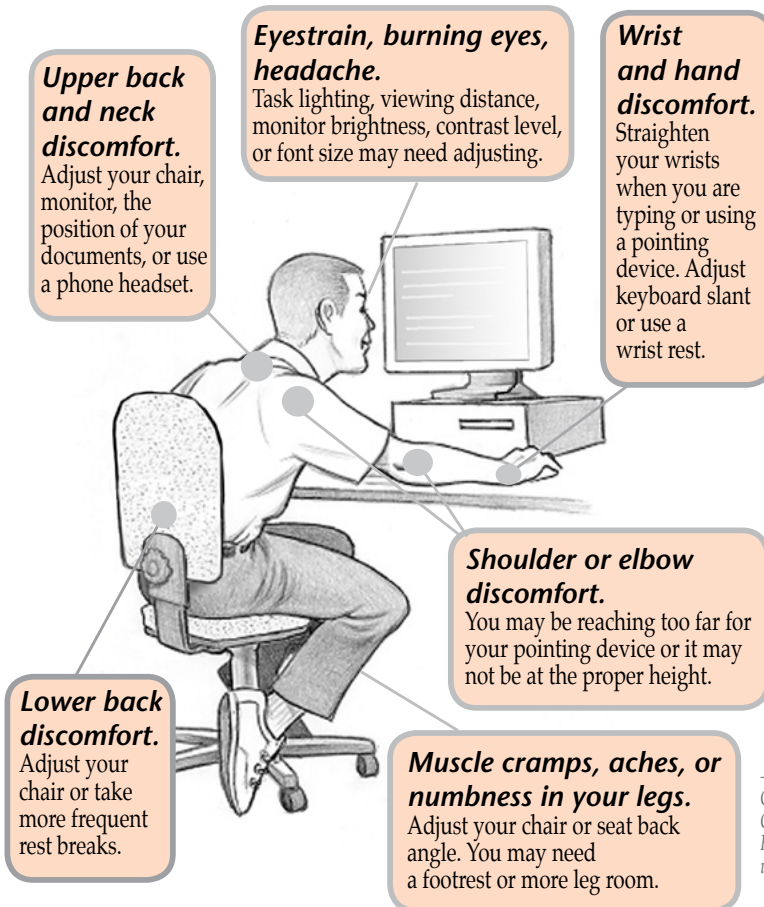 Upper back
and neck
discomfort.
Adjust your chair,
monitor, the
position of your
documents, or use
a phone headset.
Eyestrain, burning eyes,
headache.
Task lighting, viewing distance,
monitor brightness, contrast level,
or font size may need adjusting.
Wrist
and hand
discomfort.
Straighten
your wrists
when you are
typing or using
a pointing
device. Adjust
keyboard slant
or use a
wrist rest.
Shoulder or elbow
discomfort.
You may be reaching too far for
your pointing device or it may
not be at the proper height.
Lower back
discomfort.
Adjust your
chair or take
more frequent
rest breaks.
Muscle cramps, aches, or
numbness in your legs.
Adjust your chair or seat back
angle. You may need
a footrest or more leg room.